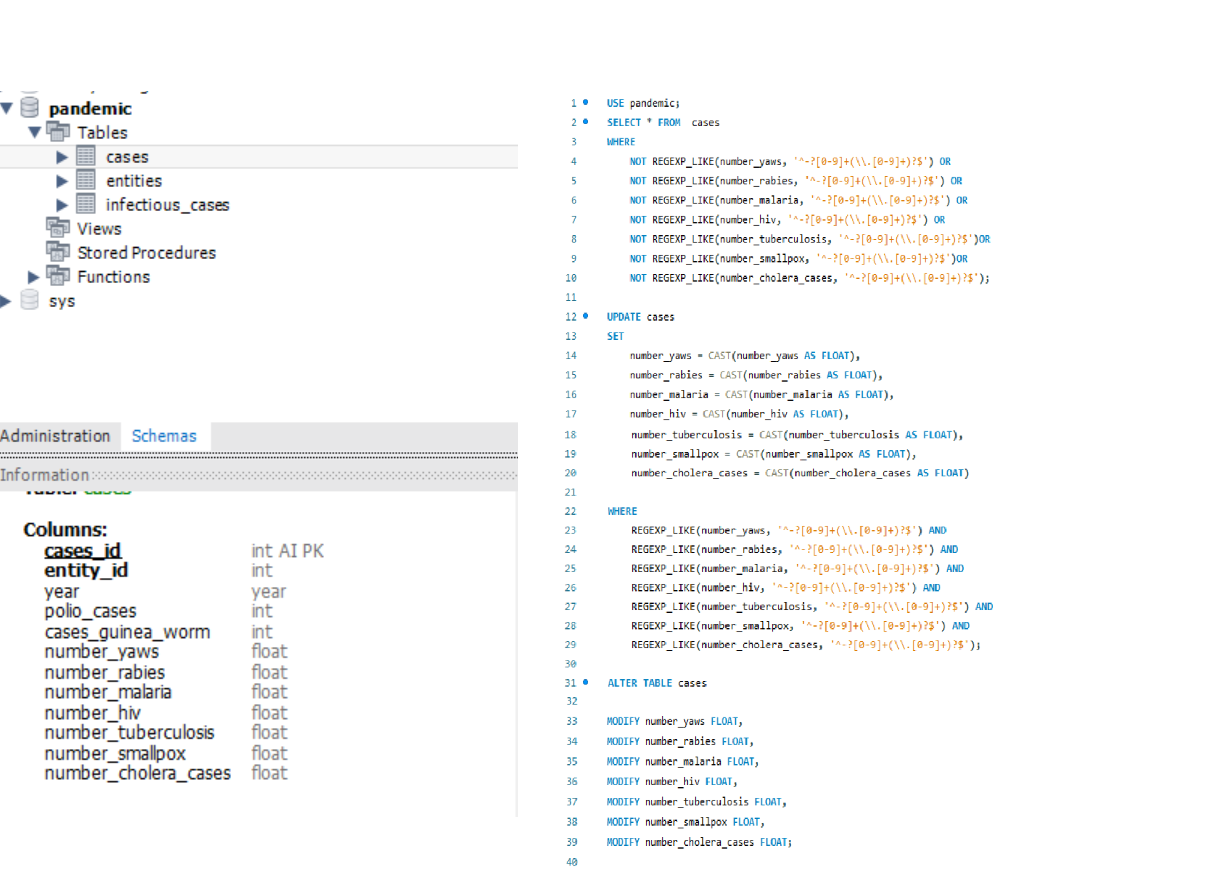 pandemic
Tables
cases
entities
infectious_cases
Views
Stored Procedures
Functions
sys
Administration Schemas
Information
Table: cases
Columns:
cases_id int AI PK
entity_id int
year year
polio_cases int
cases_guinea_worm int
number_yaws float
number_rabies float
number_malaria float
number_hiv float
number_tuberculosis float
number_smallpox float
number_cholera_cases float
1 USE pandemic;
2 SELECT * FROM cases
3 WHERE
4 NOT REGEXP_LIKE(number_yaws, '^-?[0-9]+(\\.[0-9]+)?$') OR
5 NOT REGEXP_LIKE(number_rabies, '^-?[0-9]+(\\.[0-9]+)?$') OR
6 NOT REGEXP_LIKE(number_malaria, '^-?[0-9]+(\\.[0-9]+)?$') OR
7 NOT REGEXP_LIKE(number_hiv, '^-?[0-9]+(\\.[0-9]+)?$') OR
8 NOT REGEXP_LIKE(number_tuberculosis, '^-?[0-9]+(\\.[0-9]+)?$')OR
9 NOT REGEXP_LIKE(number_smallpox, '^-?[0-9]+(\\.[0-9]+)?$')OR
10 NOT REGEXP_LIKE(number_cholera_cases, '^-?[0-9]+(\\.[0-9]+)?$');
11
12 UPDATE cases
13 SET
14 number_yaws = CAST(number_yaws AS FLOAT),
15 number_rabies = CAST(number_rabies AS FLOAT),
16 number_malaria = CAST(number_malaria AS FLOAT),
17 number_hiv = CAST(number_hiv AS FLOAT),
18 number_tuberculosis = CAST(number_tuberculosis AS FLOAT),
19 number_smallpox = CAST(number_smallpox AS FLOAT),
20 number_cholera_cases = CAST(number_cholera_cases AS FLOAT)
21
22 WHERE
23 REGEXP_LIKE(number_yaws, '^-?[0-9]+(\\.[0-9]+)?$') AND
24 REGEXP_LIKE(number_rabies, '^-?[0-9]+(\\.[0-9]+)?$') AND
25 REGEXP_LIKE(number_malaria, '^-?[0-9]+(\\.[0-9]+)?$') AND
26 REGEXP_LIKE(number_hiv, '^-?[0-9]+(\\.[0-9]+)?$') AND
27 REGEXP_LIKE(number_tuberculosis, '^-?[0-9]+(\\.[0-9]+)?$') AND
28 REGEXP_LIKE(number_smallpox, '^-?[0-9]+(\\.[0-9]+)?$') AND
29 REGEXP_LIKE(number_cholera_cases, '^-?[0-9]+(\\.[0-9]+)?$');
30
31 ALTER TABLE cases
32
33 MODIFY number_yaws FLOAT,
34 MODIFY number_rabies FLOAT,
35 MODIFY number_malaria FLOAT,
36 MODIFY number_hiv FLOAT,
37 MODIFY number_tuberculosis FLOAT,
38 MODIFY number_smallpox FLOAT,
39 MODIFY number_cholera_cases FLOAT;
40